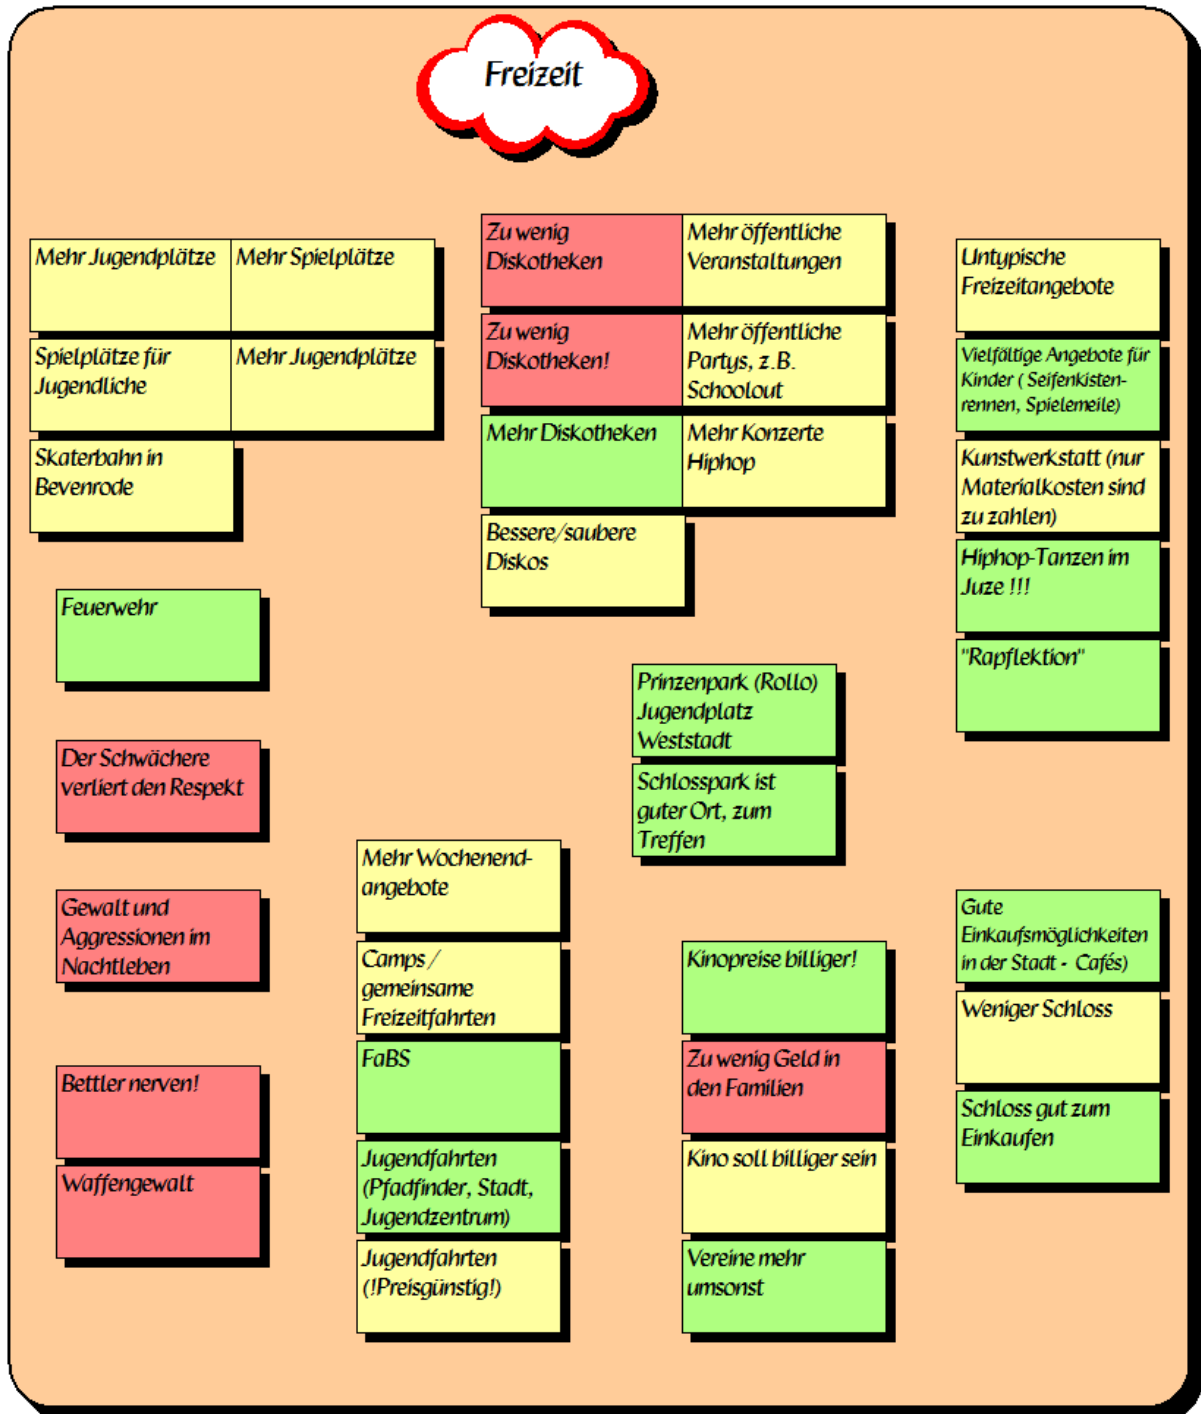 Freizeit
Mehr Jugendplätze
Mehr Spielplätze
Spielplätze für
Jugendliche
Mehr Jugendplätze
Skaterbahn in
Bevenrode
Zu wenig
Diskotheken
Mehr öffentliche
Veranstaltungen
Zu wenig
Diskotheken!
Mehr öffentliche
Partys, z.B.
Schoolout
Mehr Diskotheken
Mehr Konzerte
Hiphop
Bessere/saubere
Diskos
Untypische
Freizeitangebote
Vielfältige Angebote für
Kinder ( Seifenkisten-
rennen, Spielemeile)
Kunstwerkstatt (nur
Materialkosten sind
zu zahlen)
Hiphop-Tanzen im
Juze !!!
"Rapflektion"
Feuerwehr
Der Schwächere
verliert den Respekt
Gewalt und
Aggressionen im
Nachtleben
Bettler nerven!
Waffengewalt
Prinzenpark (Rollo)
Jugendplatz
Weststadt
Schlosspark ist
guter Ort, zum
Treffen
Mehr Wochenend-
angebote
Camps /
gemeinsame
Freizeitfahrten
FaBS
Jugendfahrten
(Pfadfinder, Stadt,
Jugendzentrum)
Jugendfahrten
(!Preisgünstig!)
Kinopreise billiger!
Zu wenig Geld in
den Familien
Kino soll billiger sein
Vereine mehr
umsonst
Gute
Einkaufsmöglichkeiten
in der Stadt - Cafés)
Weniger Schloss
Schloss gut zum
Einkaufen